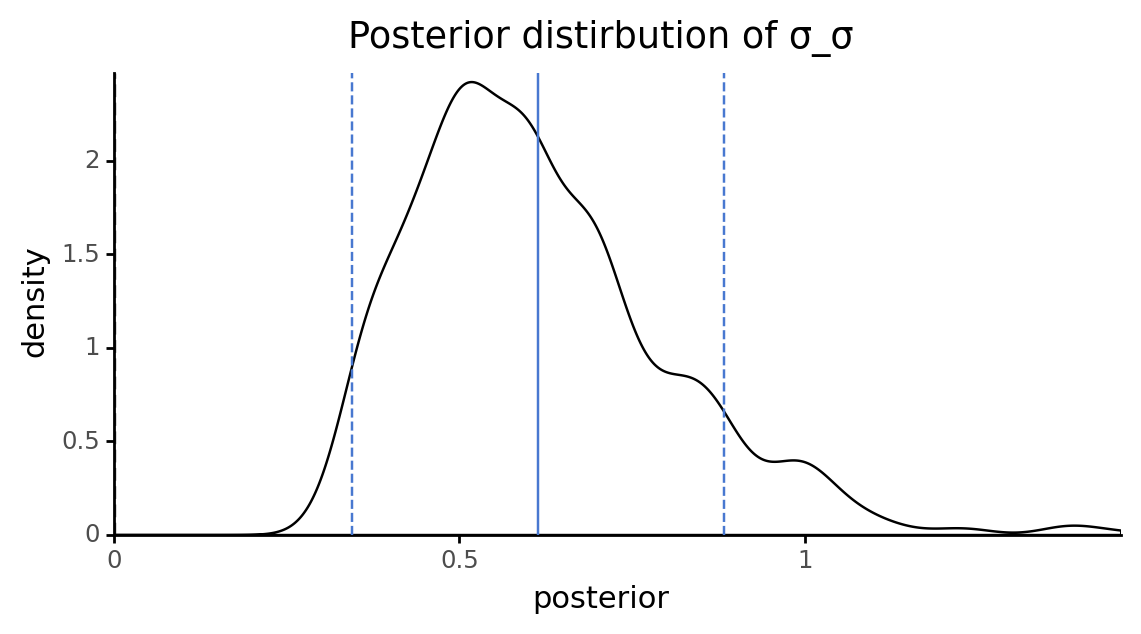 Posterior distirbution of σ_σ
density
2
1.5
1
0.5
0
0
0.5
1
posterior